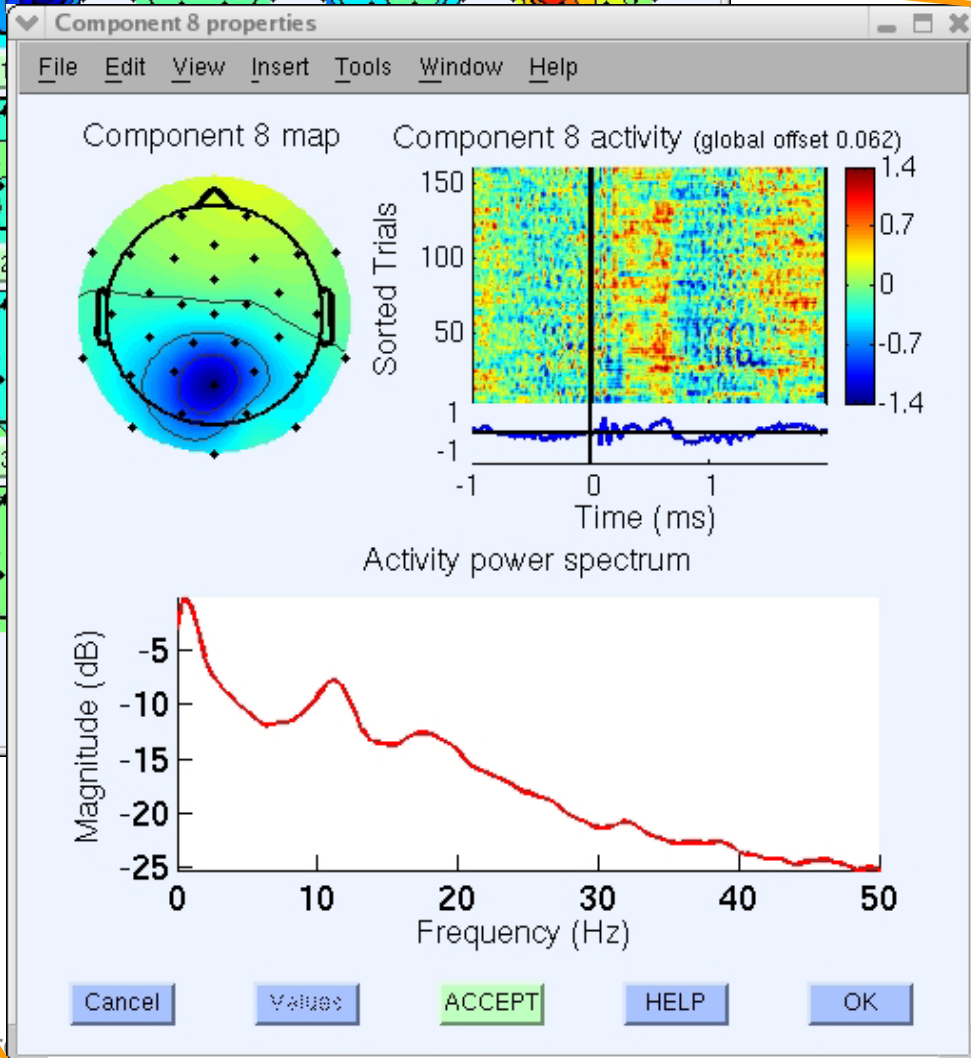 Component 8 properties
File Edit View Insert Tools Window Help
Component 8 map
Component 8 activity (global offset 0.062)
Sorted Trials
150
100
50
1
-1
-1 0 1
Time (ms)
1.4
0.7
0
-0.7
-1.4
Activity power spectrum
Magnitude (dB)
-5
-10
-15
-20
-25
0 10 20 30 40 50
Frequency (Hz)
Cancel Values ACCEPT HELP OK